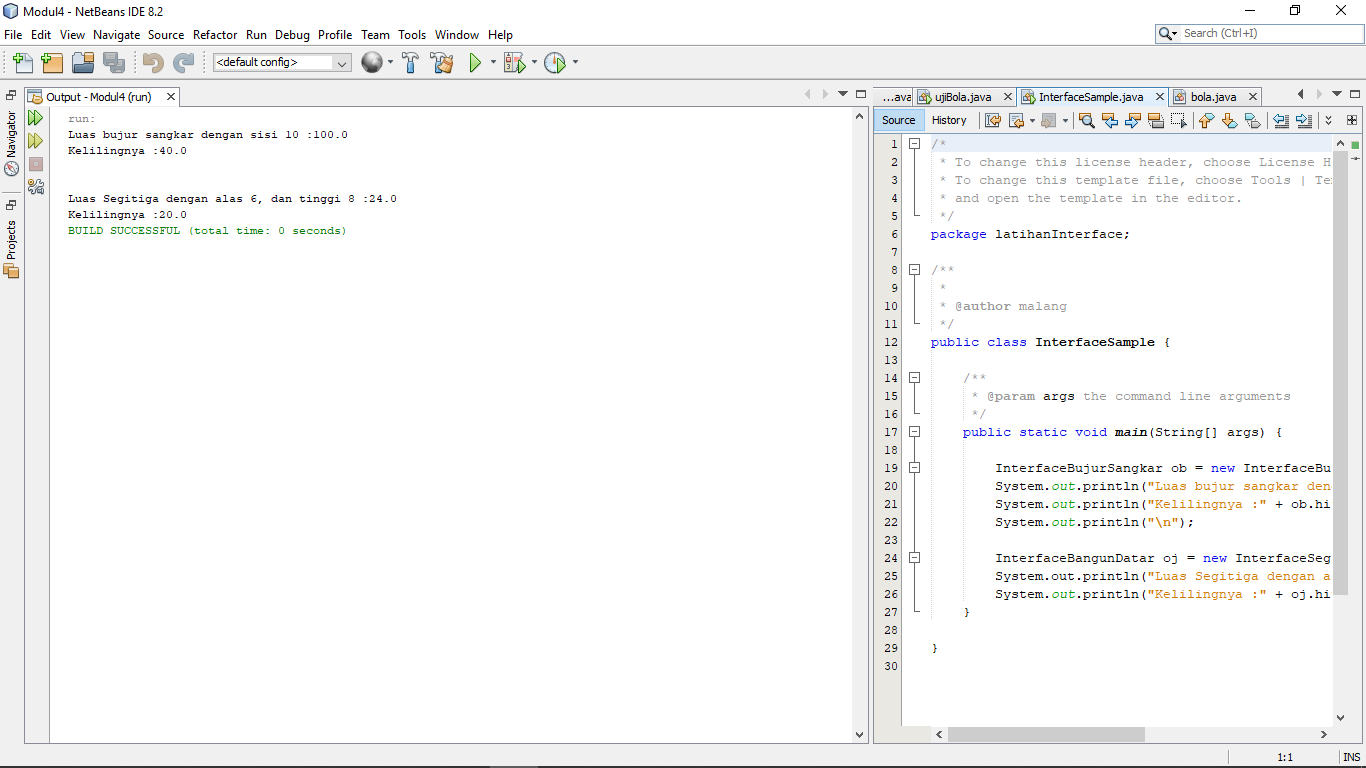 Modul4 - NetBeans IDE 8.2
File Edit View Navigate Source Refactor Run Debug Profile Team Tools Window Help
Search (Ctrl+I)
<default config>
Output - Modul4 (run)
Navigator
Projects
run:
Luas bujur sangkar dengan sisi 10 :100.0
Kelilingnya :40.0
Luas Segitiga dengan alas 6, dan tinggi 8 :24.0
Kelilingnya :20.0
BUILD SUCCESSFUL (total time: 0 seconds)
...ava ujiBola.java InterfaceSample.java bola.java
Source History
1 /*
2 * To change this license header, choose License H
3 * To change this template file, choose Tools | Te
4 * and open the template in the editor.
5 */
6 package latihanInterface;
7
8 /**
9 *
10 * @author malang
11 */
12 public class InterfaceSample {
13
14 /**
15 * @param args the command line arguments
16 */
17 public static void main(String[] args) {
18
19 InterfaceBujurSangkar ob = new InterfaceBu
20 System.out.println("Luas bujur sangkar den
21 System.out.println("Kelilingnya :" + ob.hi
22 System.out.println("\n");
23
24 InterfaceBangunDatar oj = new InterfaceSeg
25 System.out.println("Luas Segitiga dengan a
26 System.out.println("Kelilingnya :" + oj.hi
27 }
28
29 }
30
1:1 INS